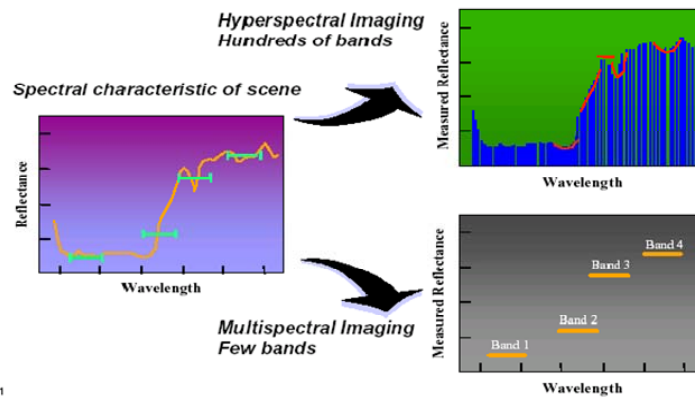 Hyperspectral Imaging
Hundreds of bands
Spectral characteristic of scene
Reflectance
Wavelength
Measured Reflectance
Wavelength
Multispectral Imaging
Few bands
Measured Reflectance
Band 1
Band 2
Band 3
Band 4
Wavelength
1